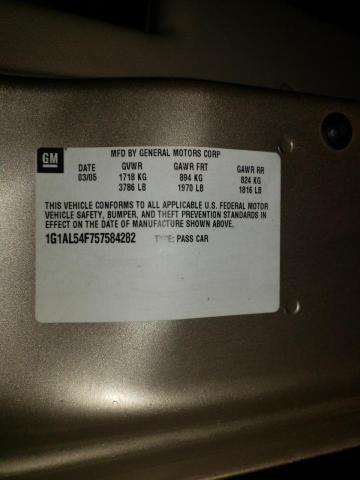 GM
MFD BY GENERAL MOTORS CORP
DATE GVWR GAWR FRT GAWR RR
03/05 1718 KG 894 KG 824 KG
3786 LB 1970 LB 1816 LB
THIS VEHICLE CONFORMS TO ALL APPLICABLE U.S. FEDERAL MOTOR
VEHICLE SAFETY, BUMPER, AND THEFT PREVENTION STANDARDS IN
EFFECT ON THE DATE OF MANUFACTURE SHOWN ABOVE.
1G1AL54F757584282 TYPE: PASS CAR